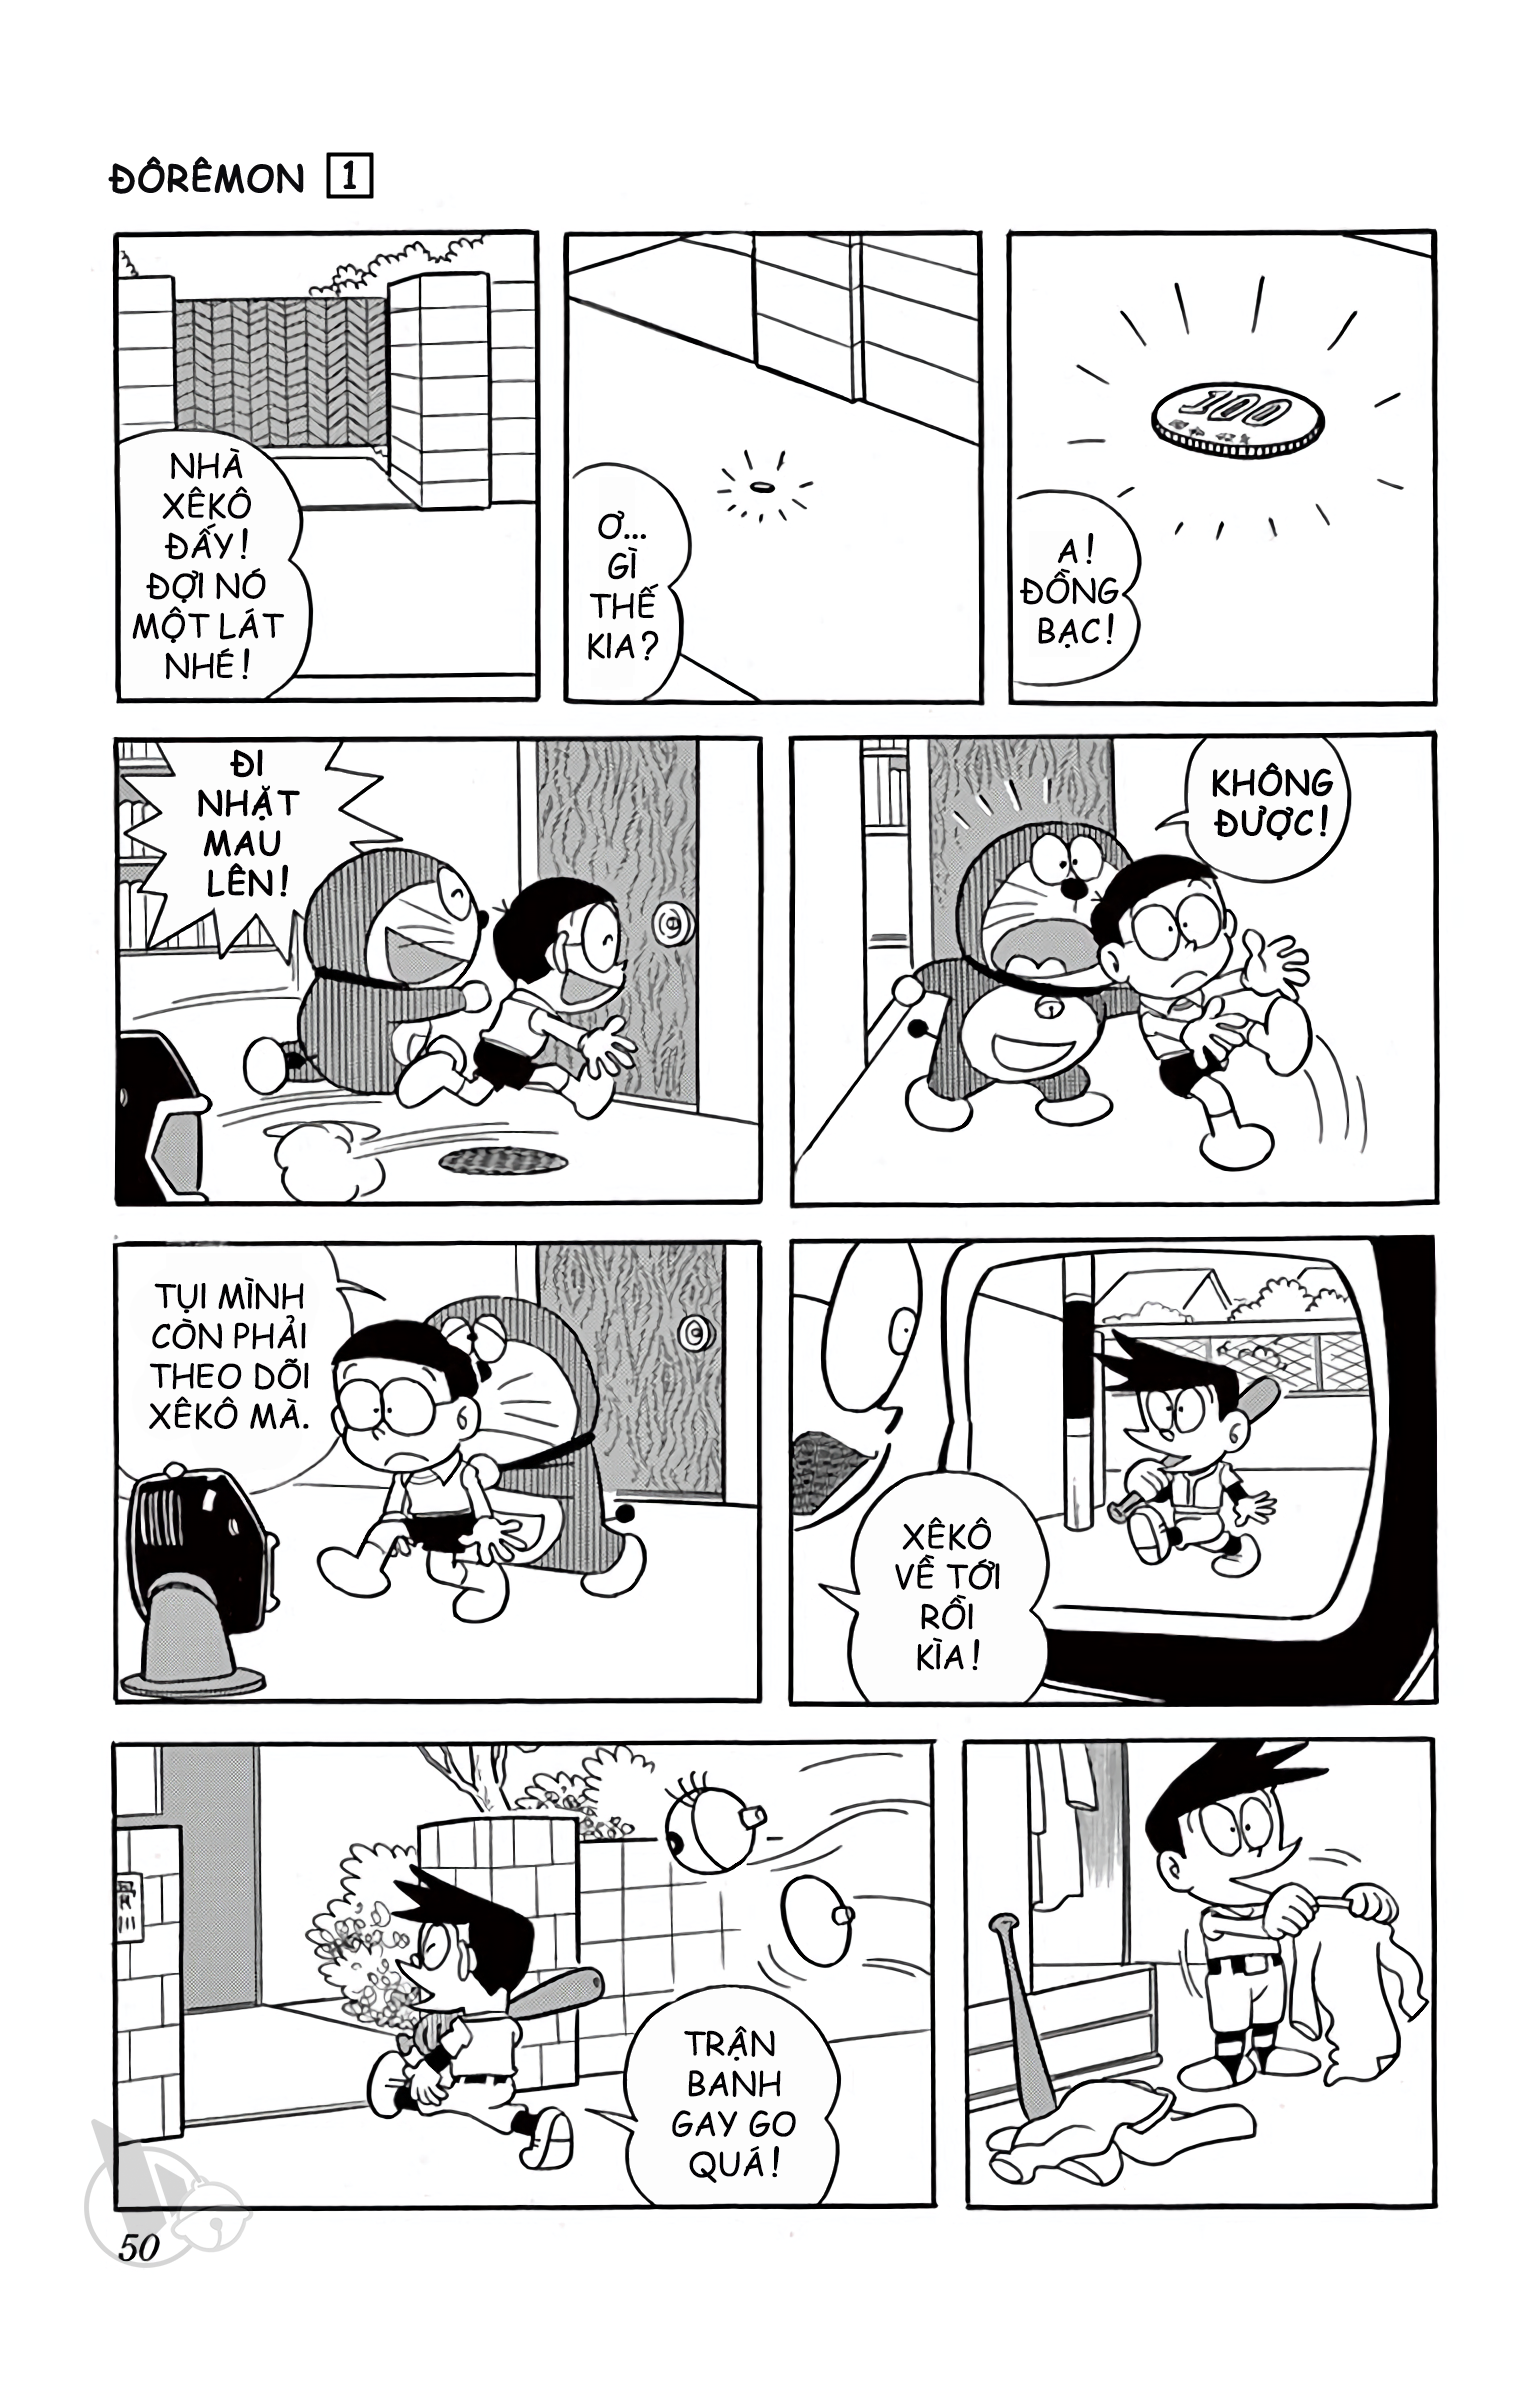 ĐÔRÊMON 1
NHÀ
XÊKÔ
ĐẤY!
ĐỢI NÓ
MỘT LÁT
NHÉ!
Ơ...
GÌ
THẾ
KIA?
100
A!
ĐỒNG
BẠC!
ĐI
NHẶT
MAU
LÊN!
KHÔNG
ĐƯỢC!
TỤI MÌNH
CÒN PHẢI
THEO DÕI
XÊKÔ MÀ.
XÊKÔ
VỀ TỚI
RỒI
KÌA!
TRẬN
BANH
GAY GO
QUÁ!
50